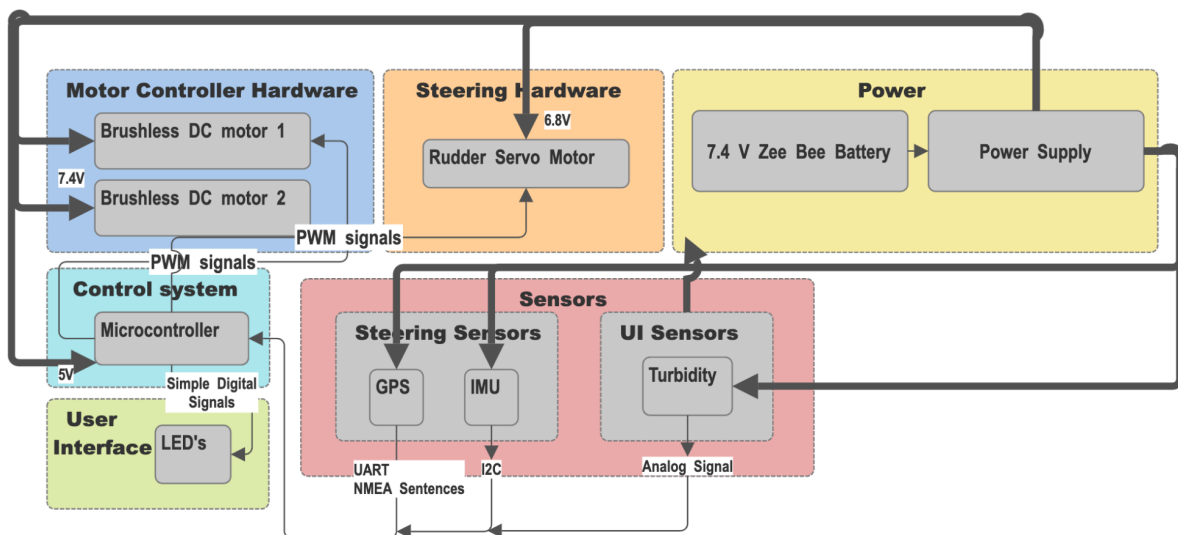 Motor Controller Hardware
Brushless DC motor 1
7.4V
Brushless DC motor 2
PWM signals
Steering Hardware
6.8V
Rudder Servo Motor
PWM signals
Power
7.4 V Zee Bee Battery
Power Supply
Control system
Microcontroller
5V
Simple Digital
Signals
User
Interface
LED's
Sensors
Steering Sensors
GPS
IMU
UI Sensors
Turbidity
UART
NMEA Sentences
I2C
Analog Signal